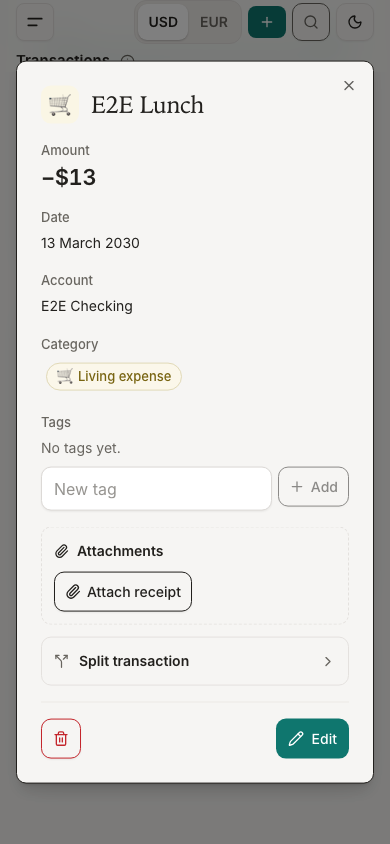 USD EUR
Transactions
E2E Lunch
Amount
–$13
Date
13 March 2030
Account
E2E Checking
Category
Living expense
Tags
No tags yet.
New tag
Add
Attachments
Attach receipt
Split transaction
Edit